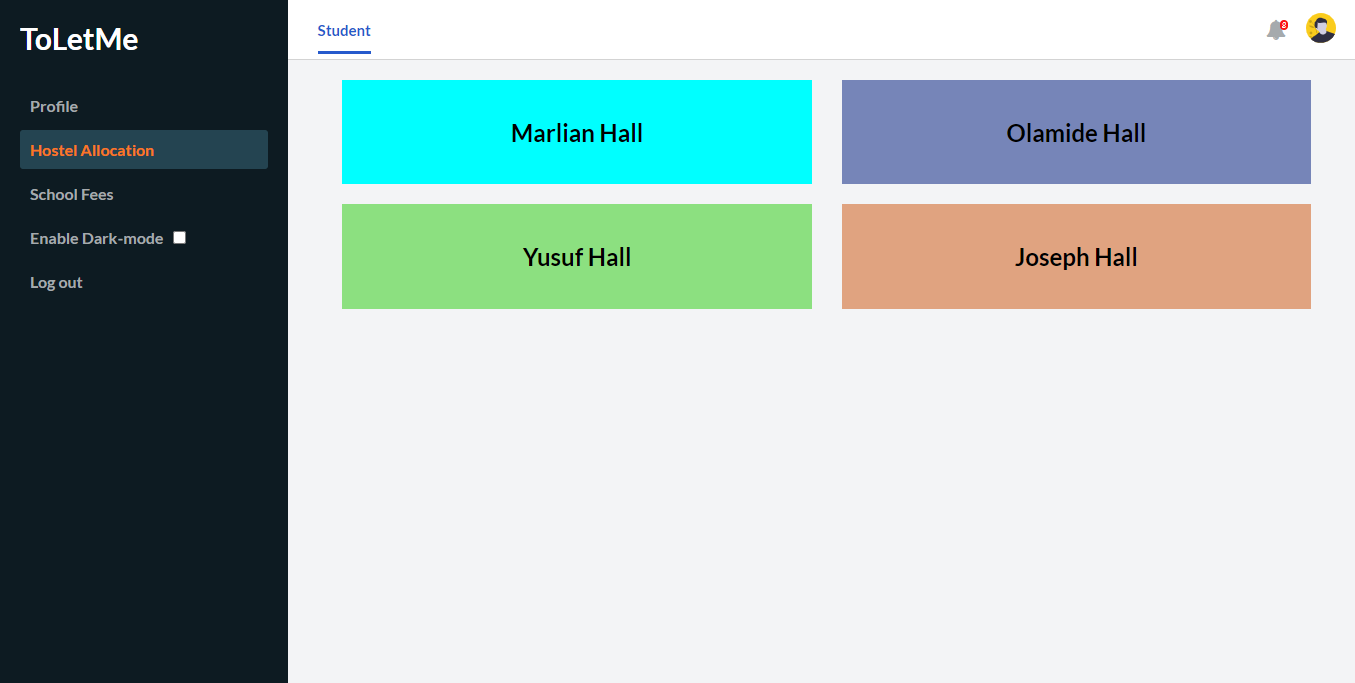 ToLetMe
Profile
Hostel Allocation
School Fees
Enable Dark-mode
Log out
Student
Marlian Hall
Olamide Hall
Yusuf Hall
Joseph Hall